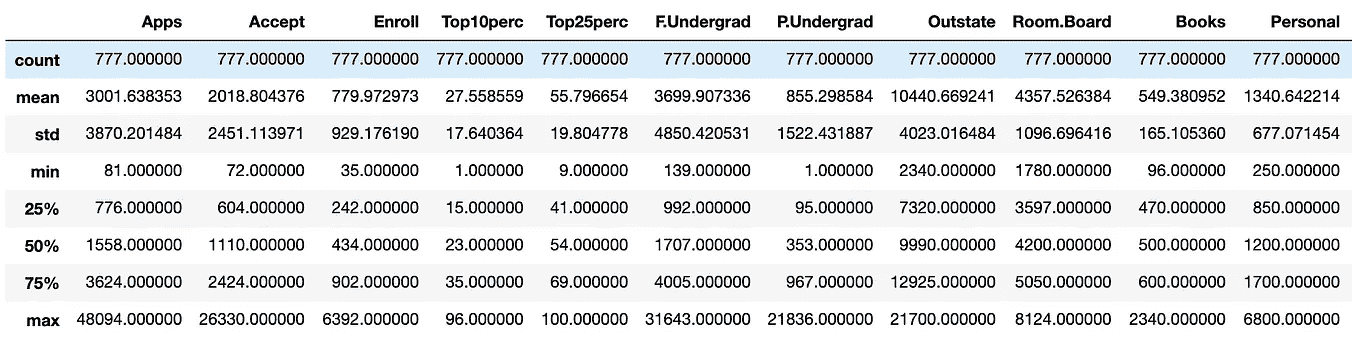 Apps Accept Enroll Top10perc Top25perc F.Undergrad P.Undergrad Outstate Room.Board Books Personal
count 777.000000 777.000000 777.000000 777.000000 777.000000 777.000000 777.000000 777.000000 777.000000 777.000000 777.000000
mean 3001.638353 2018.804376 779.972973 27.558559 55.796654 3699.907336 855.298584 10440.669241 4357.526384 549.380952 1340.642214
std 3870.201484 2451.113971 929.176190 17.640364 19.804778 4850.420531 1522.431887 4023.016484 1096.696416 165.105360 677.071454
min 81.000000 72.000000 35.000000 1.000000 9.000000 139.000000 1.000000 2340.000000 1780.000000 96.000000 250.000000
25% 776.000000 604.000000 242.000000 15.000000 41.000000 992.000000 95.000000 7320.000000 3597.000000 470.000000 850.000000
50% 1558.000000 1110.000000 434.000000 23.000000 54.000000 1707.000000 353.000000 9990.000000 4200.000000 500.000000 1200.000000
75% 3624.000000 2424.000000 902.000000 35.000000 69.000000 4005.000000 967.000000 12925.000000 5050.000000 600.000000 1700.000000
max 48094.000000 26330.000000 6392.000000 96.000000 100.000000 31643.000000 21836.000000 21700.000000 8124.000000 2340.000000 6800.000000